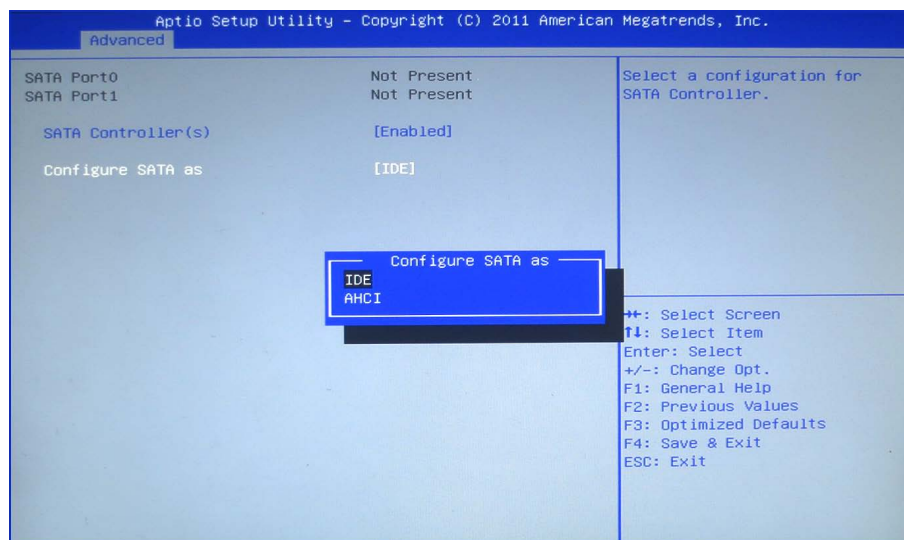 Aptio Setup Utility – Copyright (C) 2011 American Megatrends, Inc.
Advanced
SATA Port0 Not Present
SATA Port1 Not Present
SATA Controller(s) [Enabled]
Configure SATA as [IDE]
Configure SATA as
IDE
AHCI
Select a configuration for
SATA Controller.
→←: Select Screen
↑↓: Select Item
Enter: Select
+/-: Change Opt.
F1: General Help
F2: Previous Values
F3: Optimized Defaults
F4: Save & Exit
ESC: Exit